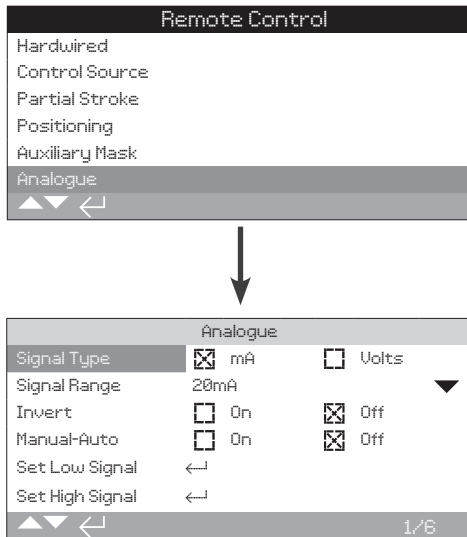 Remote Control
Hardwired
Control Source
Partial Stroke
Positioning
Auxiliary Mask
Analogue
Analogue
Signal Type mA Volts
Signal Range 20mA
Invert On Off
Manual-Auto On Off
Set Low Signal
Set High Signal
1/6